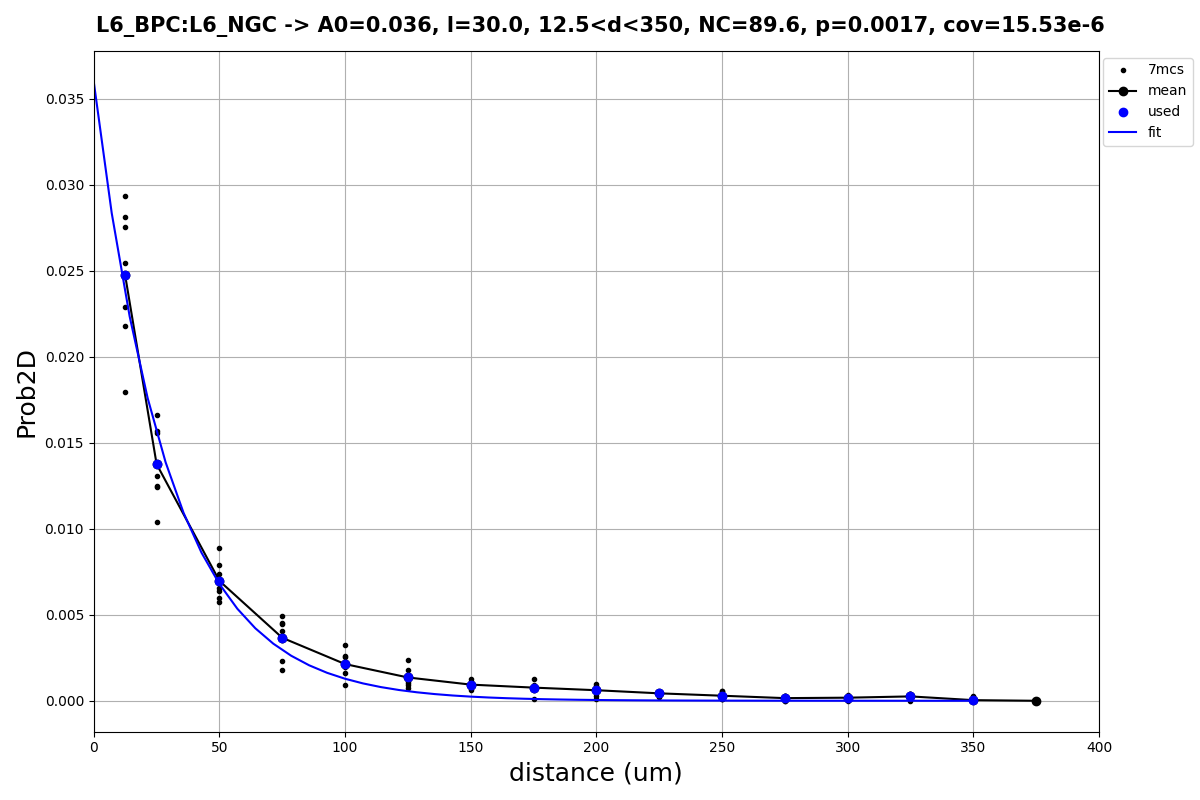 L6_BPC:L6_NGC -> A0=0.036, l=30.0, 12.5<d<350, NC=89.6, p=0.0017, cov=15.53e-6
7mcs
mean
used
fit
Prob2D
0.035
0.030
0.025
0.020
0.015
0.010
0.005
0.000
0 50 100 150 200 250 300 350 400
distance (um)